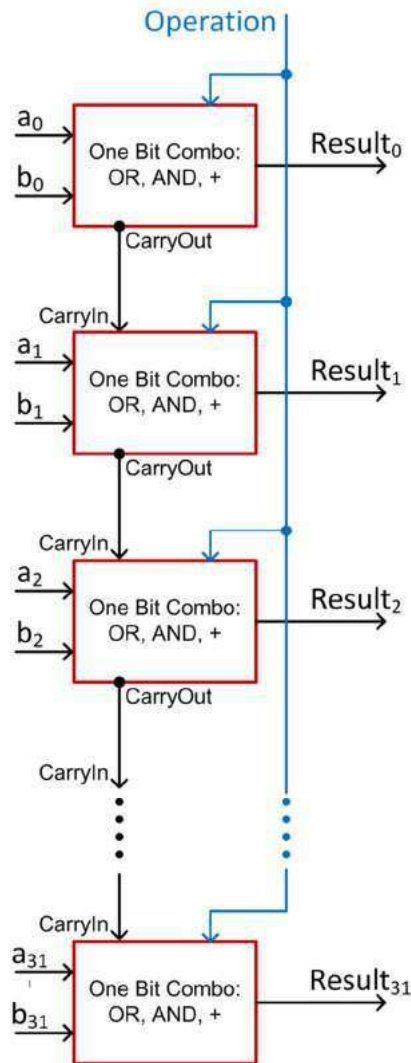 Operation
a0
b0
One Bit Combo:
OR, AND, +
Result0
CarryOut
CarryIn
a1
b1
One Bit Combo:
OR, AND, +
Result1
CarryOut
CarryIn
a2
b2
One Bit Combo:
OR, AND, +
Result2
CarryOut
CarryIn
CarryIn
a31
b31
One Bit Combo:
OR, AND, +
Result31